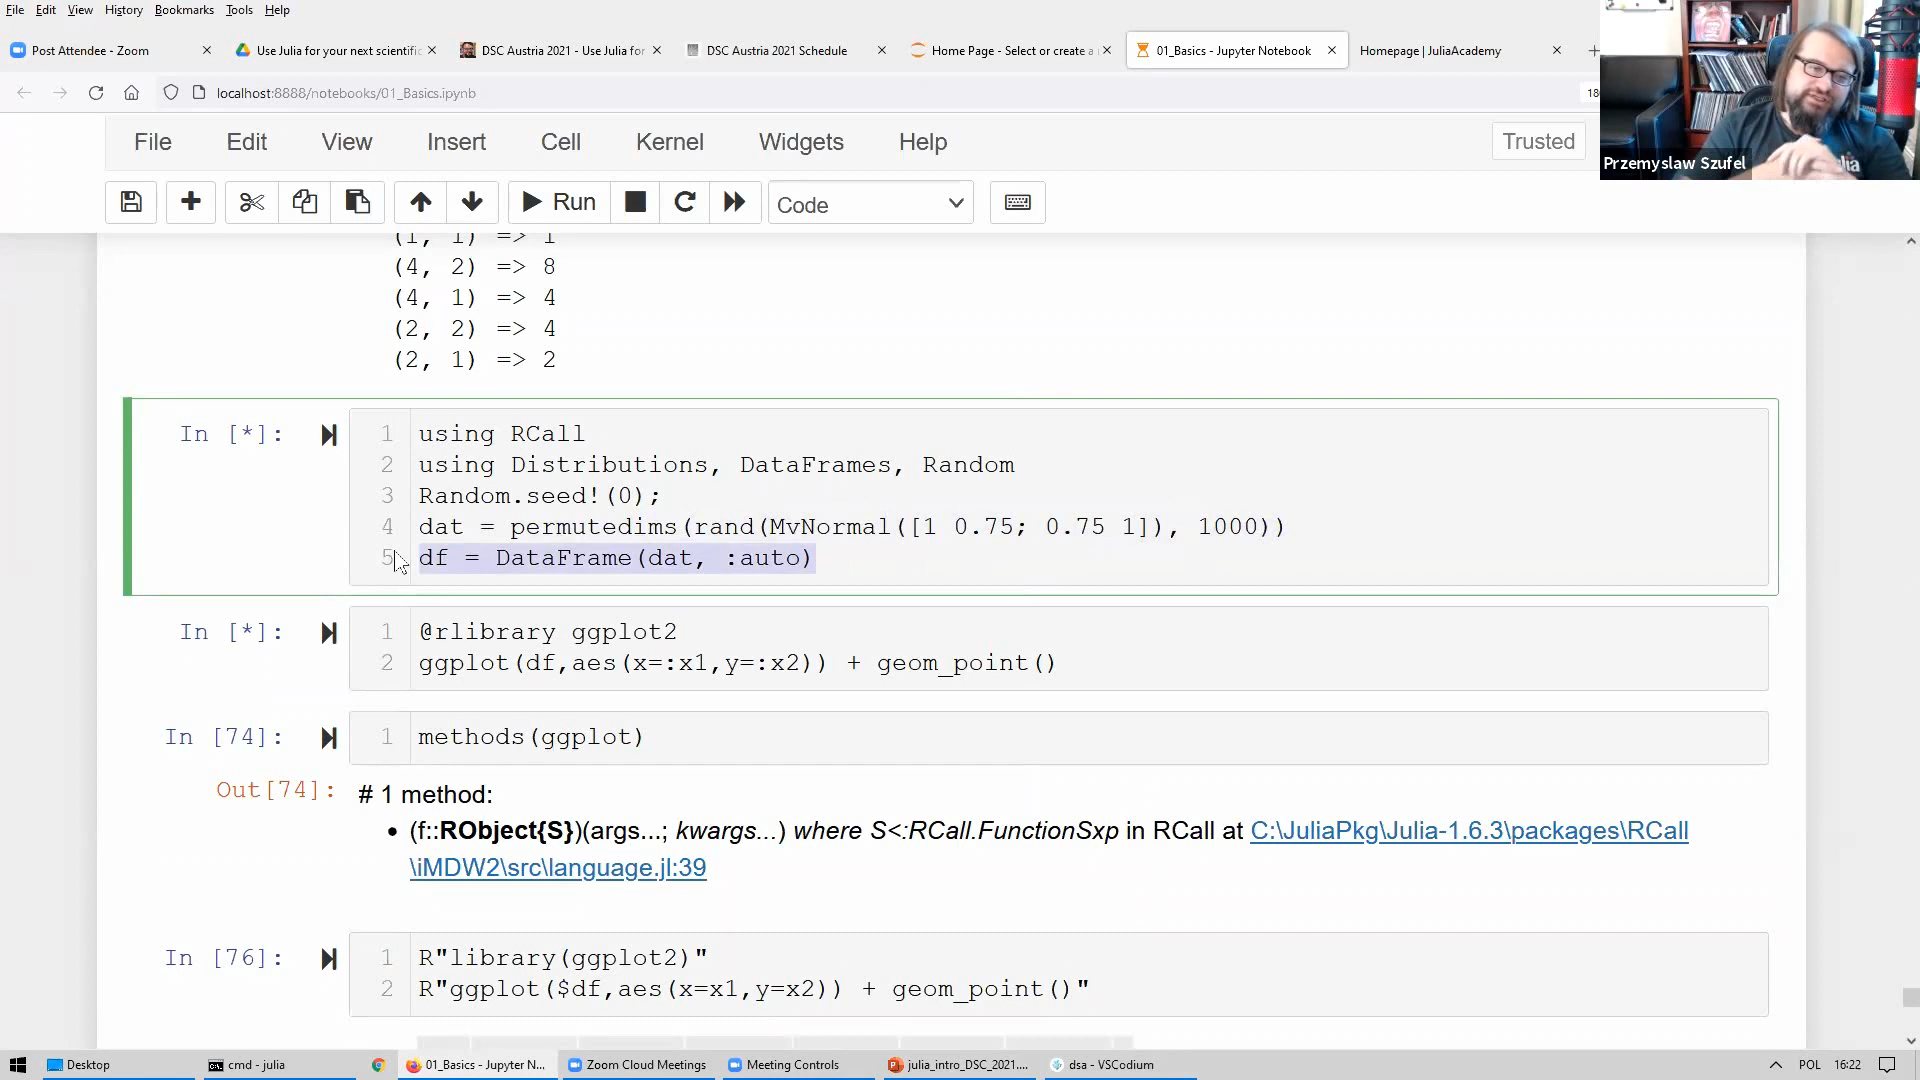 File Edit View History Bookmarks Tools Help
Post Attendee - Zoom
Use Julia for your next scientific
DSC Austria 2021 - Use Julia for
DSC Austria 2021 Schedule
Home Page - Select or create a
01_Basics - Jupyter Notebook
Homepage | JuliaAcademy
localhost:8888/notebooks/01_Basics.ipynb
Przemyslaw Szufel
File Edit View Insert Cell Kernel Widgets Help
Trusted
Run
Code
(1, 1) => 1
(4, 2) => 8
(4, 1) => 4
(2, 2) => 4
(2, 1) => 2
In [*]:
1 using RCall
2 using Distributions, DataFrames, Random
3 Random.seed!(0);
4 dat = permutedims(rand(MvNormal([1 0.75; 0.75 1]), 1000))
5 df = DataFrame(dat, :auto)
In [*]:
1 @rlibrary ggplot2
2 ggplot(df,aes(x=:x1,y=:x2)) + geom_point()
In [74]:
1 methods(ggplot)
Out[74]:
# 1 method:
• (f::RObject{S})(args...; kwargs...) where S<:RCall.FunctionSxp in RCall at C:\JuliaPkg\Julia-1.6.3\packages\RCall
\iMDW2\src\language.jl:39
In [76]:
1 R"library(ggplot2)"
2 R"ggplot($df,aes(x=x1,y=x2)) + geom_point()"
Desktop
cmd - julia
01_Basics - Jupyter N...
Zoom Cloud Meetings
Meeting Controls
julia_intro_DSC_2021....
dsa - VSCodium
POL
16:22